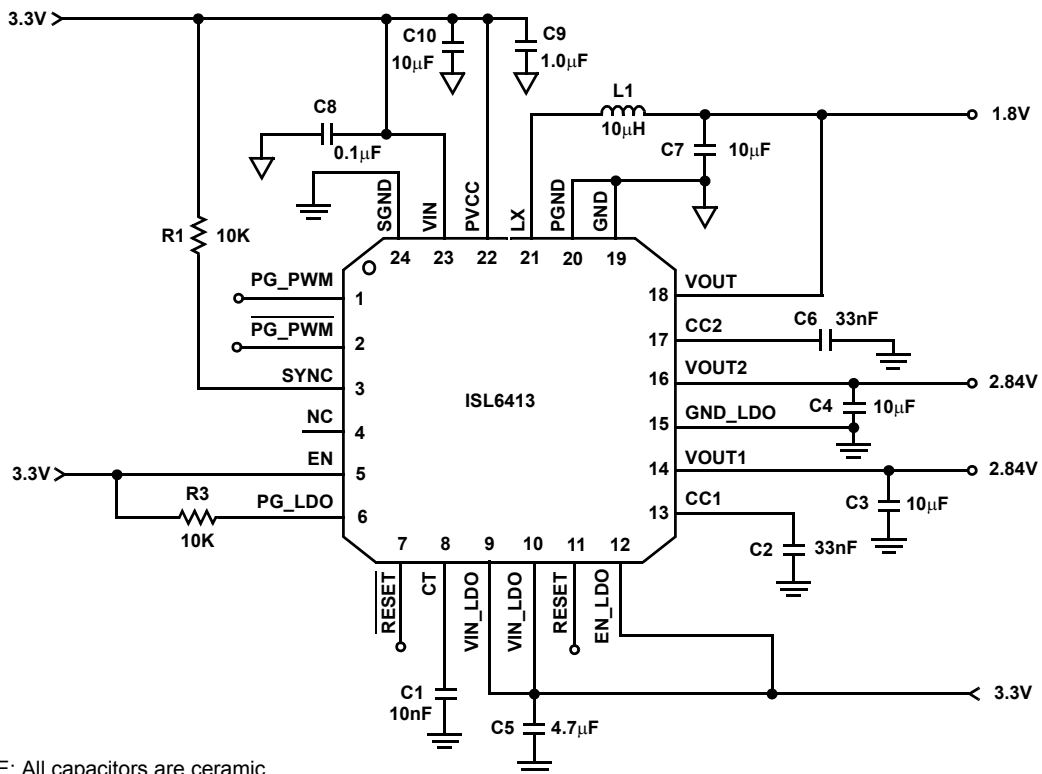 3.3V
C10
10µF
C9
1.0µF
L1
10µH
1.8V
C8
0.1µF
C7
10µF
SGND
VIN
PVCC
LX
PGND
GND
R1
10K
24
23
22
21
20
19
PG_PWM
1
VOUT
18
PG_PWM
2
CC2
17
C6
33nF
SYNC
3
VOUT2
16
2.84V
ISL6413
C4
10µF
NC
4
GND_LDO
15
3.3V
EN
5
VOUT1
14
2.84V
R3
10K
PG_LDO
6
CC1
13
C3
10µF
7
8
9
10
11
12
C2
33nF
RESET
CT
VIN_LDO
VIN_LDO
RESET
EN_LDO
C1
10nF
3.3V
C5
4.7µF
E: All capacitors are ceramic